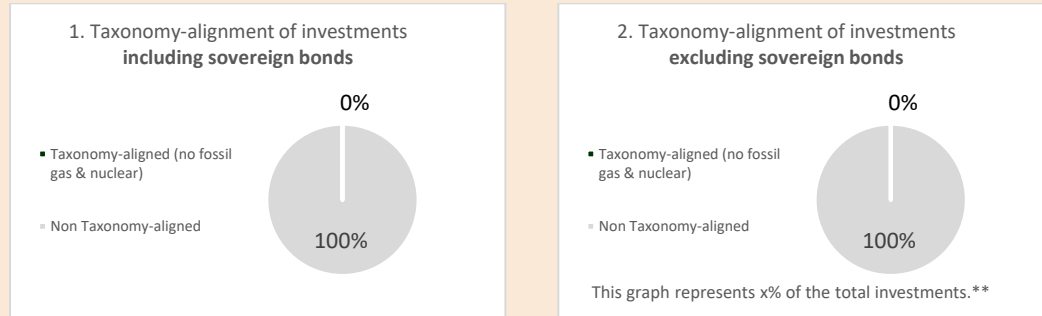 1. Taxonomy-alignment of investments
including sovereign bonds
0%
Taxonomy-aligned (no fossil
gas & nuclear)
Non Taxonomy-aligned
100%
2. Taxonomy-alignment of investments
excluding sovereign bonds
0%
Taxonomy-aligned (no fossil
gas & nuclear)
Non Taxonomy-aligned
100%
This graph represents x% of the total investments.**